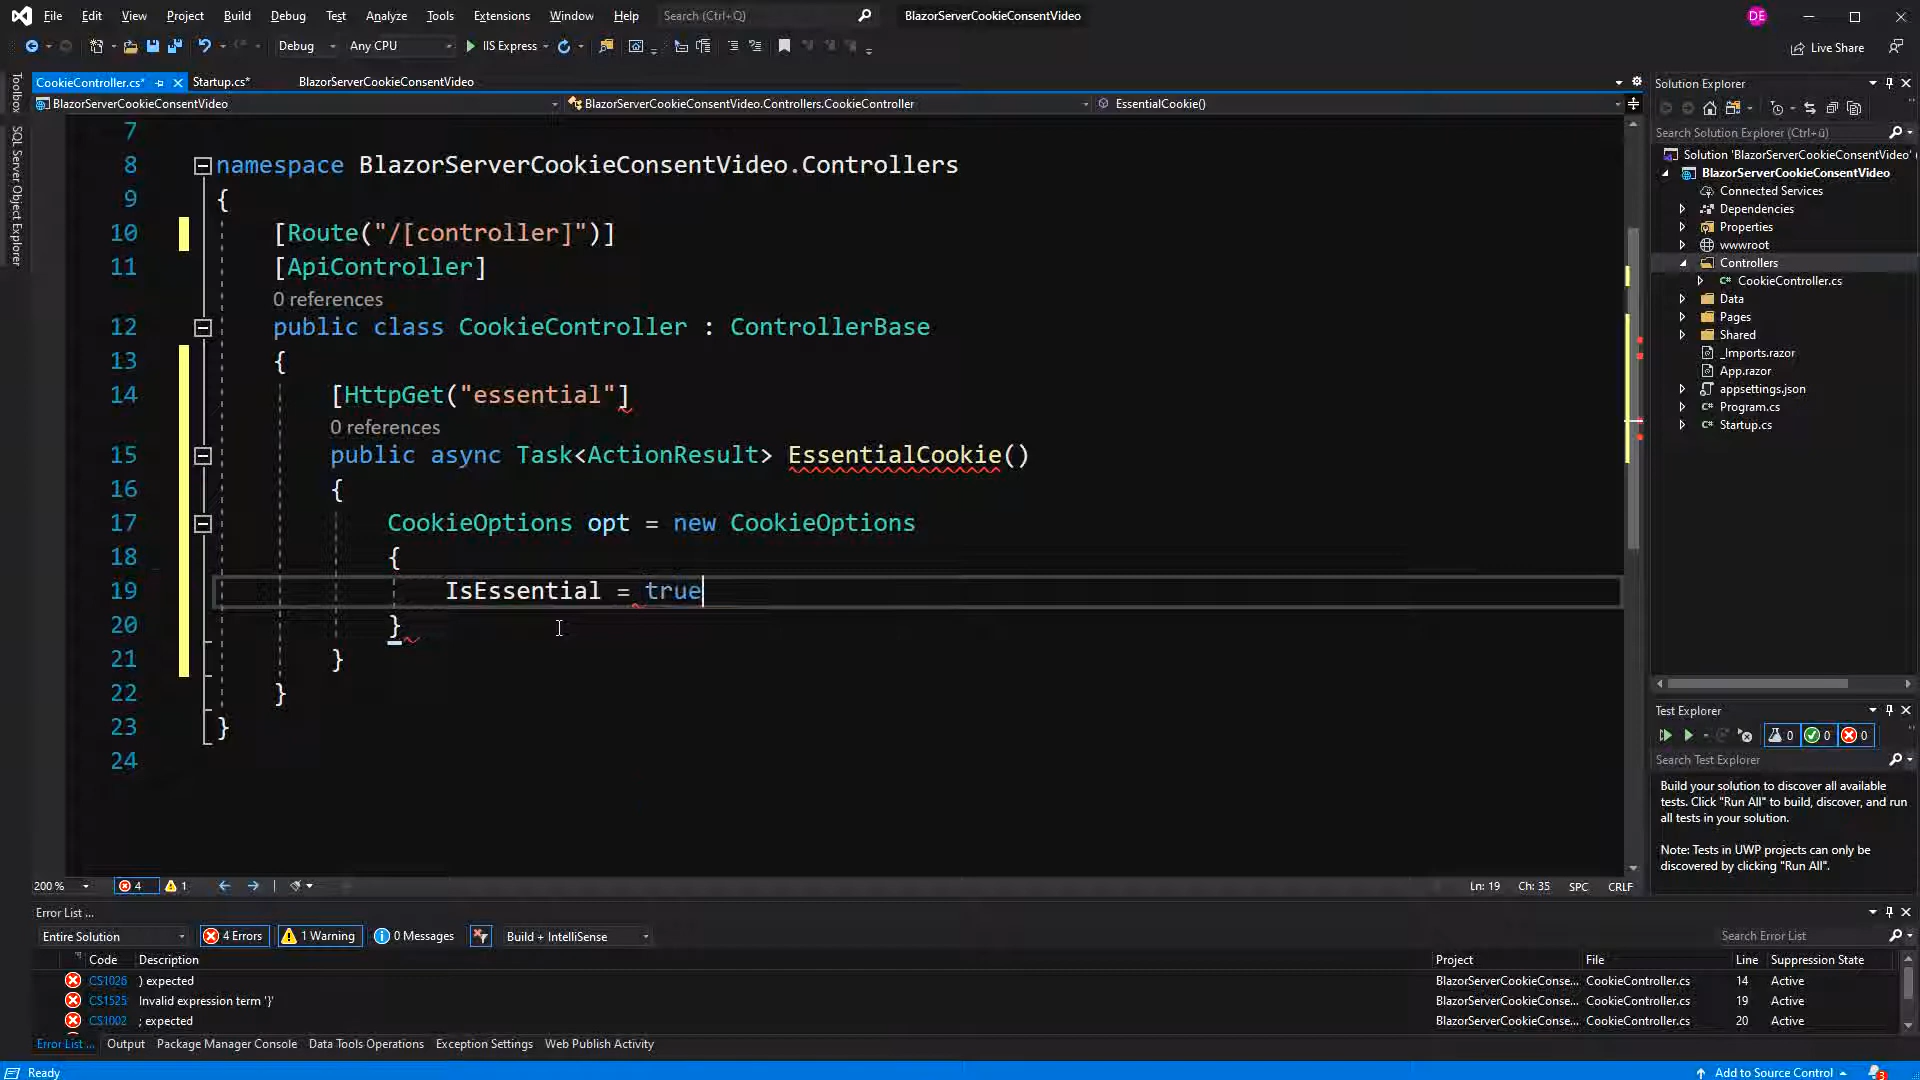 File Edit View Project Build Debug Test Analyze Tools Extensions Window Help Search (Ctrl+Q) BlazorServerCookieConsentVideo DE
Debug Any CPU IIS Express Live Share
CookieController.cs* Startup.cs* BlazorServerCookieConsentVideo
BlazorServerCookieConsentVideo BlazorServerCookieConsentVideo.Controllers.CookieController EssentialCookie()
Toolbox
SQL Server Object Explorer
7
8 namespace BlazorServerCookieConsentVideo.Controllers
9 {
10 [Route("/[controller]")]
11 [ApiController]
0 references
12 public class CookieController : ControllerBase
13 {
14 [HttpGet("essential"]
0 references
15 public async Task<ActionResult> EssentialCookie()
16 {
17 CookieOptions opt = new CookieOptions
18 {
19 IsEssential = true
20 }
21 }
22 }
23 }
24
200 % 4 1 Ln: 19 Ch: 35 SPC CRLF
Solution Explorer
Search Solution Explorer (Ctrl+ü)
Solution 'BlazorServerCookieConsentVideo' (
BlazorServerCookieConsentVideo
Connected Services
Dependencies
Properties
wwwroot
Controllers
CookieController.cs
Data
Pages
Shared
_Imports.razor
App.razor
appsettings.json
Program.cs
Startup.cs
Test Explorer
0 0 0
Search Test Explorer
Build your solution to discover all available
tests. Click "Run All" to build, discover, and run
all tests in your solution.
Note: Tests in UWP projects can only be
discovered by clicking "Run All".
Error List ...
Entire Solution 4 Errors 1 Warning 0 Messages Build + IntelliSense Search Error List
Code Description Project File Line Suppression State
CS1026 ) expected BlazorServerCookieConse... CookieController.cs 14 Active
CS1525 Invalid expression term '}' BlazorServerCookieConse... CookieController.cs 19 Active
CS1002 ; expected BlazorServerCookieConse... CookieController.cs 20 Active
Error List ... Output Package Manager Console Data Tools Operations Exception Settings Web Publish Activity
Ready Add to Source Control 3